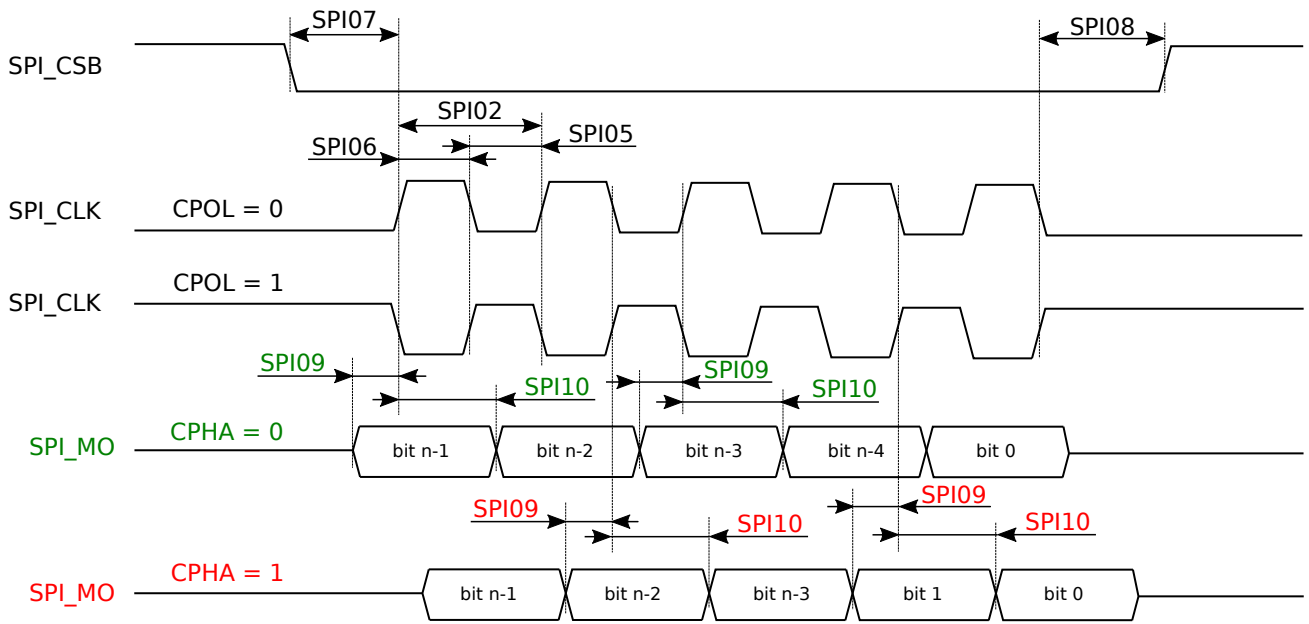 SPI07
SPI08
SPI_CSB
SPI02
SPI05
SPI06
SPI_CLK CPOL = 0
CPOL = 1
SPI_CLK
SPI09 SPI09
SPI10 SPI10
SPI_MO CPHA = 0 bit n-1 bit n-2 bit n-3 bit n-4 bit 0
SPI09 SPI09
SPI10 SPI10
SPI_MO CPHA = 1 bit n-1 bit n-2 bit n-3 bit 1 bit 0